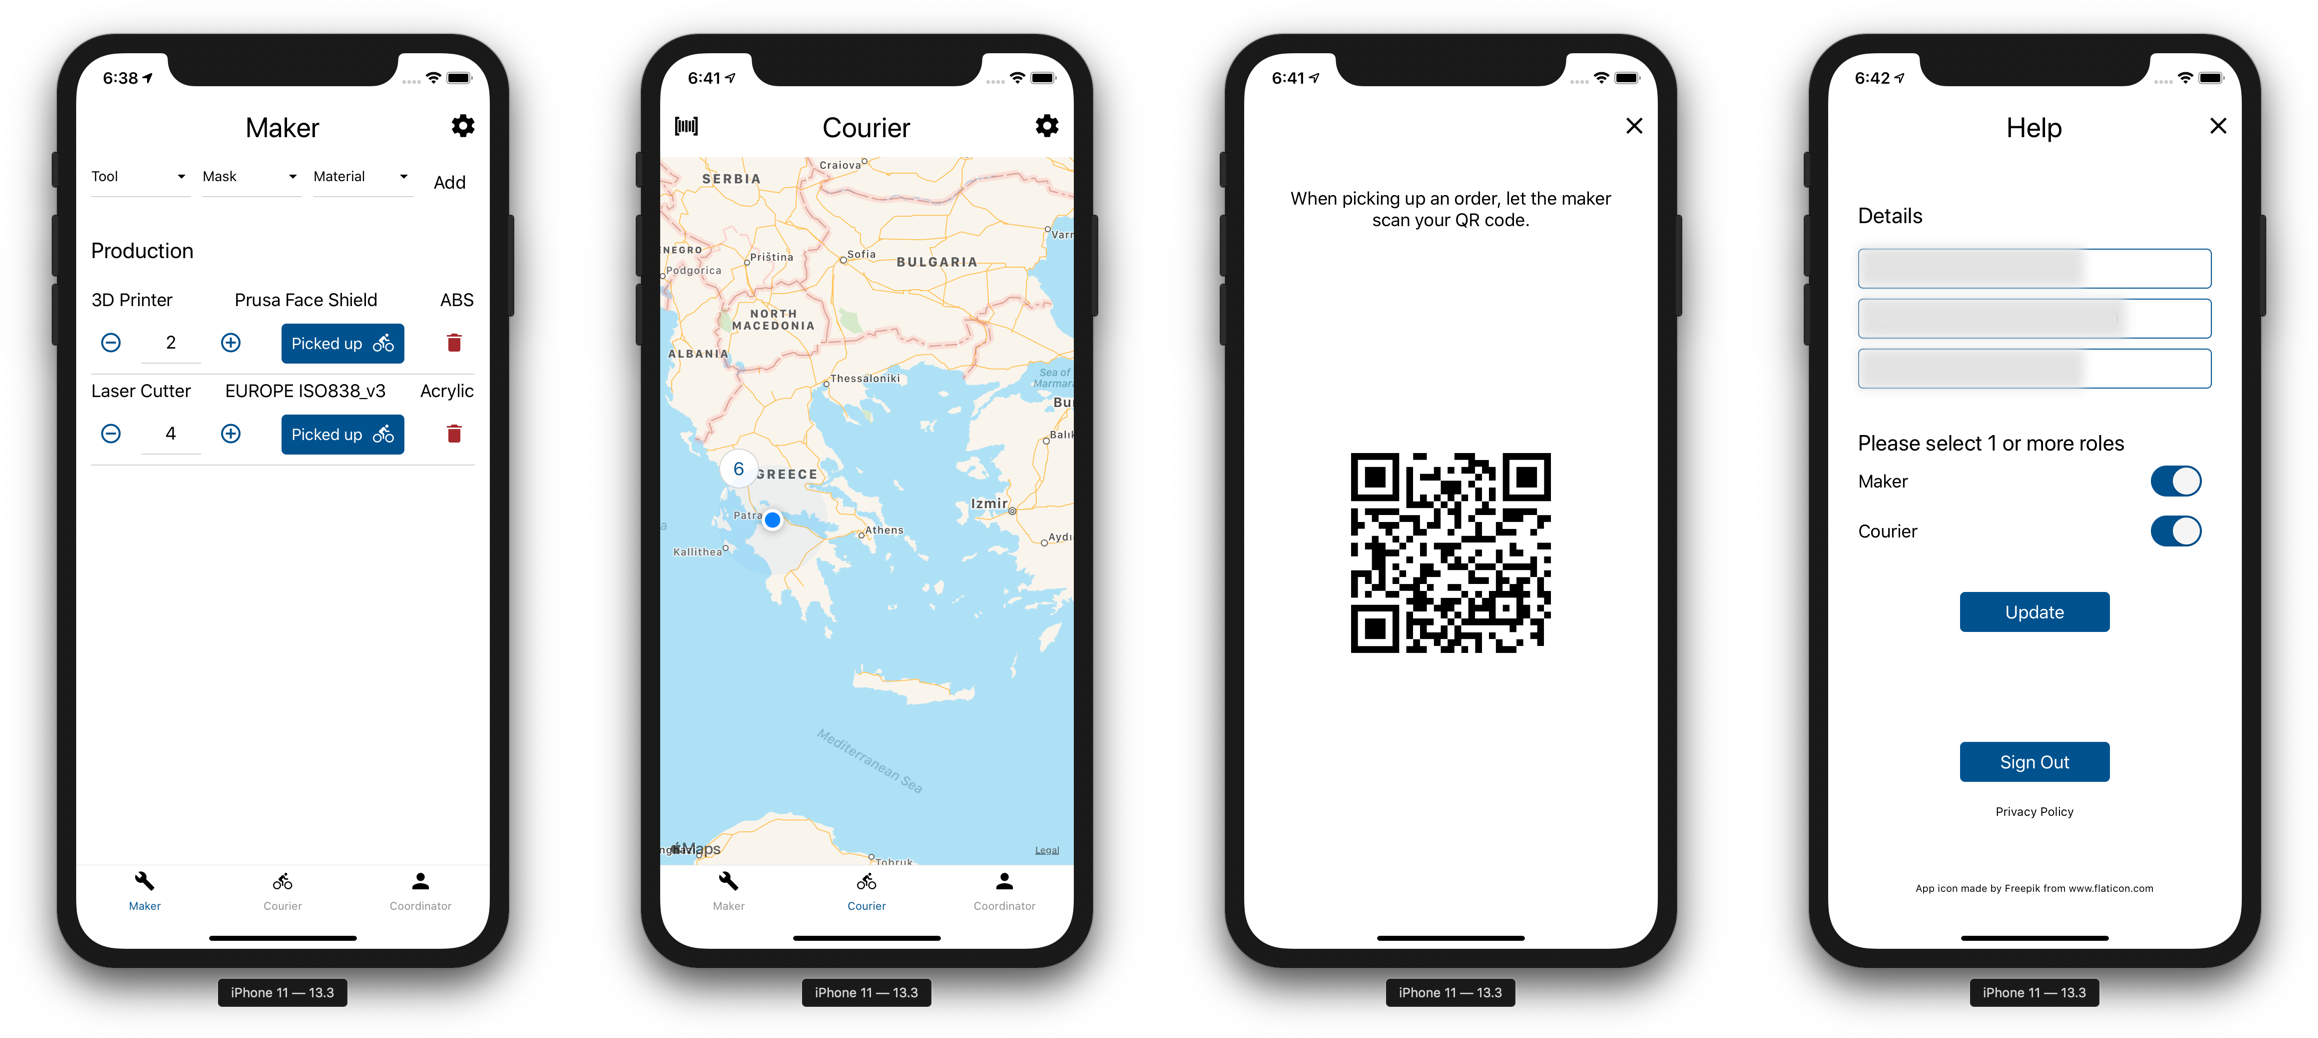 6:38
Maker
Tool Mask Material Add
Production
3D Printer Prusa Face Shield ABS
2 Picked up
Laser Cutter EUROPE ISO838_v3 Acrylic
4 Picked up
Maker Courier Coordinator
iPhone 11 — 13.3
6:41
Courier
Craiova
SERBIA
Varn
ENEGRO
Priština
Sofia
BULGARIA
Podgorica
NORTH
MACEDONIA
ALBANIA
Thessaloniki
Sea of
Marmara
Bur
Balık
6
GREECE
Izmir
Patra
Athens
Kallithea
Aydı
Mediterranean Sea
Maps
Legal
Tobruk
Maker Courier Coordinator
iPhone 11 — 13.3
6:41
When picking up an order, let the maker
scan your QR code.
iPhone 11 — 13.3
6:42
Help
Details
Please select 1 or more roles
Maker
Courier
Update
Sign Out
Privacy Policy
App icon made by Freepik from www.flaticon.com
iPhone 11 — 13.3